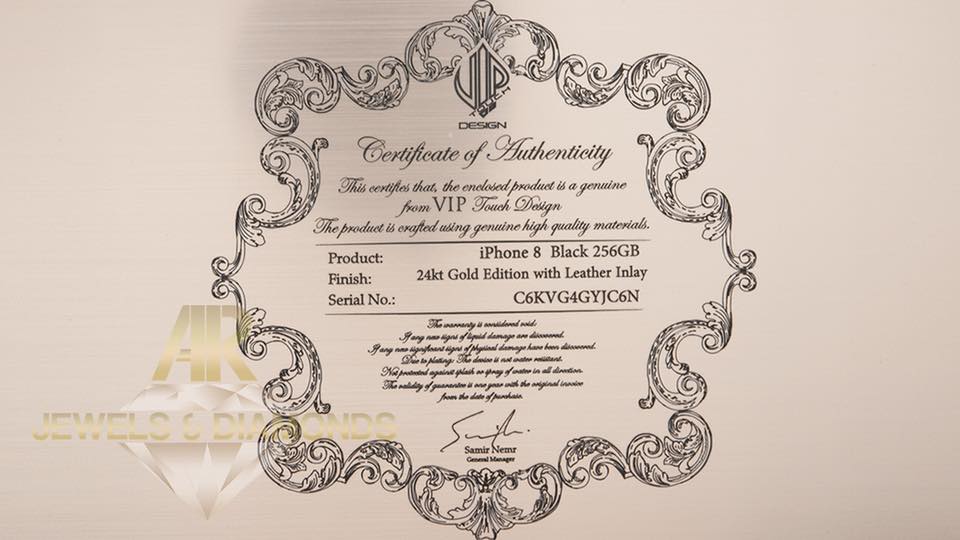 VIP
TOUCH
DESIGN
Certificate of Authenticity
This certifies that, the enclosed product is a genuine
from VIP Touch Design
The product is crafted using genuine high quality materials.
Product: iPhone 8 Black 256GB
Finish: 24kt Gold Edition with Leather Inlay
Serial No.: C6KVG4GYJC6N
The warranty is considered void:
If any new signs of liquid damage are discovered.
If any new significant signs of physical damage have been discovered.
Due to plating: The device is not water resistant.
Not protected against splash or spray of water in all direction.
The validity of guarantee is one year with the original invoice
from the date of purchase.
Samir Nemr
General Manager
AR
JEWELS & DIAMONDS